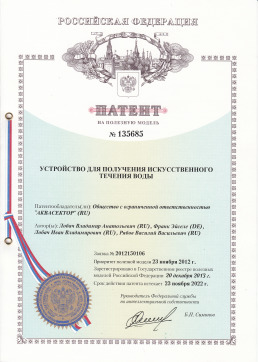 РОССИЙСКАЯ ФЕДЕРАЦИЯ
ПАТЕНТ
НА ПОЛЕЗНУЮ МОДЕЛЬ
№ 135685
УСТРОЙСТВО ДЛЯ ПОЛУЧЕНИЯ ИСКУССТВЕННОГО
ТЕЧЕНИЯ ВОДЫ
Патентообладатель(ли): Общество с ограниченной ответственностью
"АКВАСЕКТОР" (RU)
Автор(ы): Владимир Анатольевич (RU), Франк (DE),
Иван Владимирович (RU), Рябов Василий Васильевич (RU)
Заявка № 2012150106
Приоритет полезной модели 23 ноября 2012 г.
Зарегистрировано в Государственном реестре полезных
моделей Российской Федерации 20 декабря 2013 г.
Срок действия патента истекает 23 ноября 2022 г.
Руководитель Федеральной службы
по интеллектуальной собственности
Б.П. Симонов